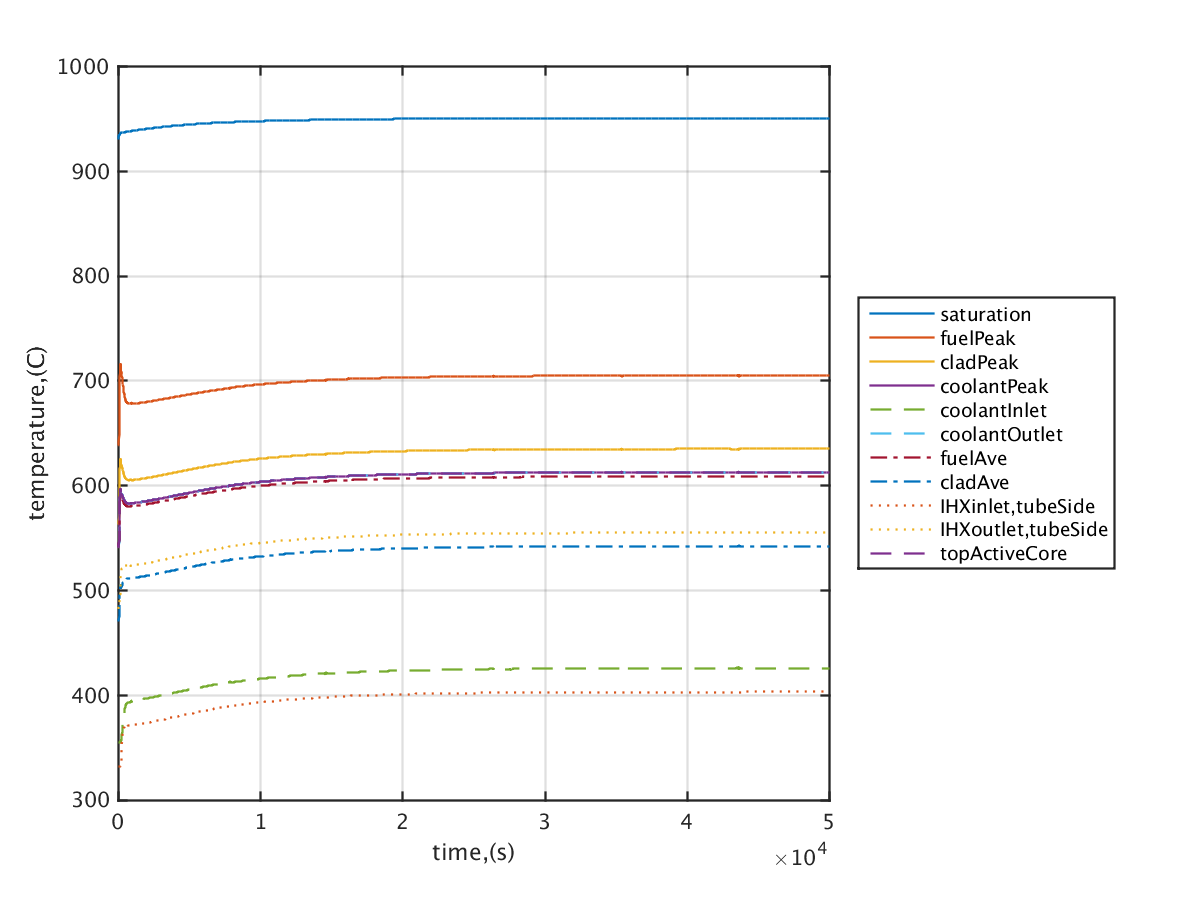 1000
900
800
700
600
500
400
300
temperature,(C)
0 1 2 3 4 5
×10^4
time,(s)
saturation
fuelPeak
cladPeak
coolantPeak
coolantInlet
coolantOutlet
fuelAve
cladAve
IHXinlet,tubeSide
IHXoutlet,tubeSide
topActiveCore